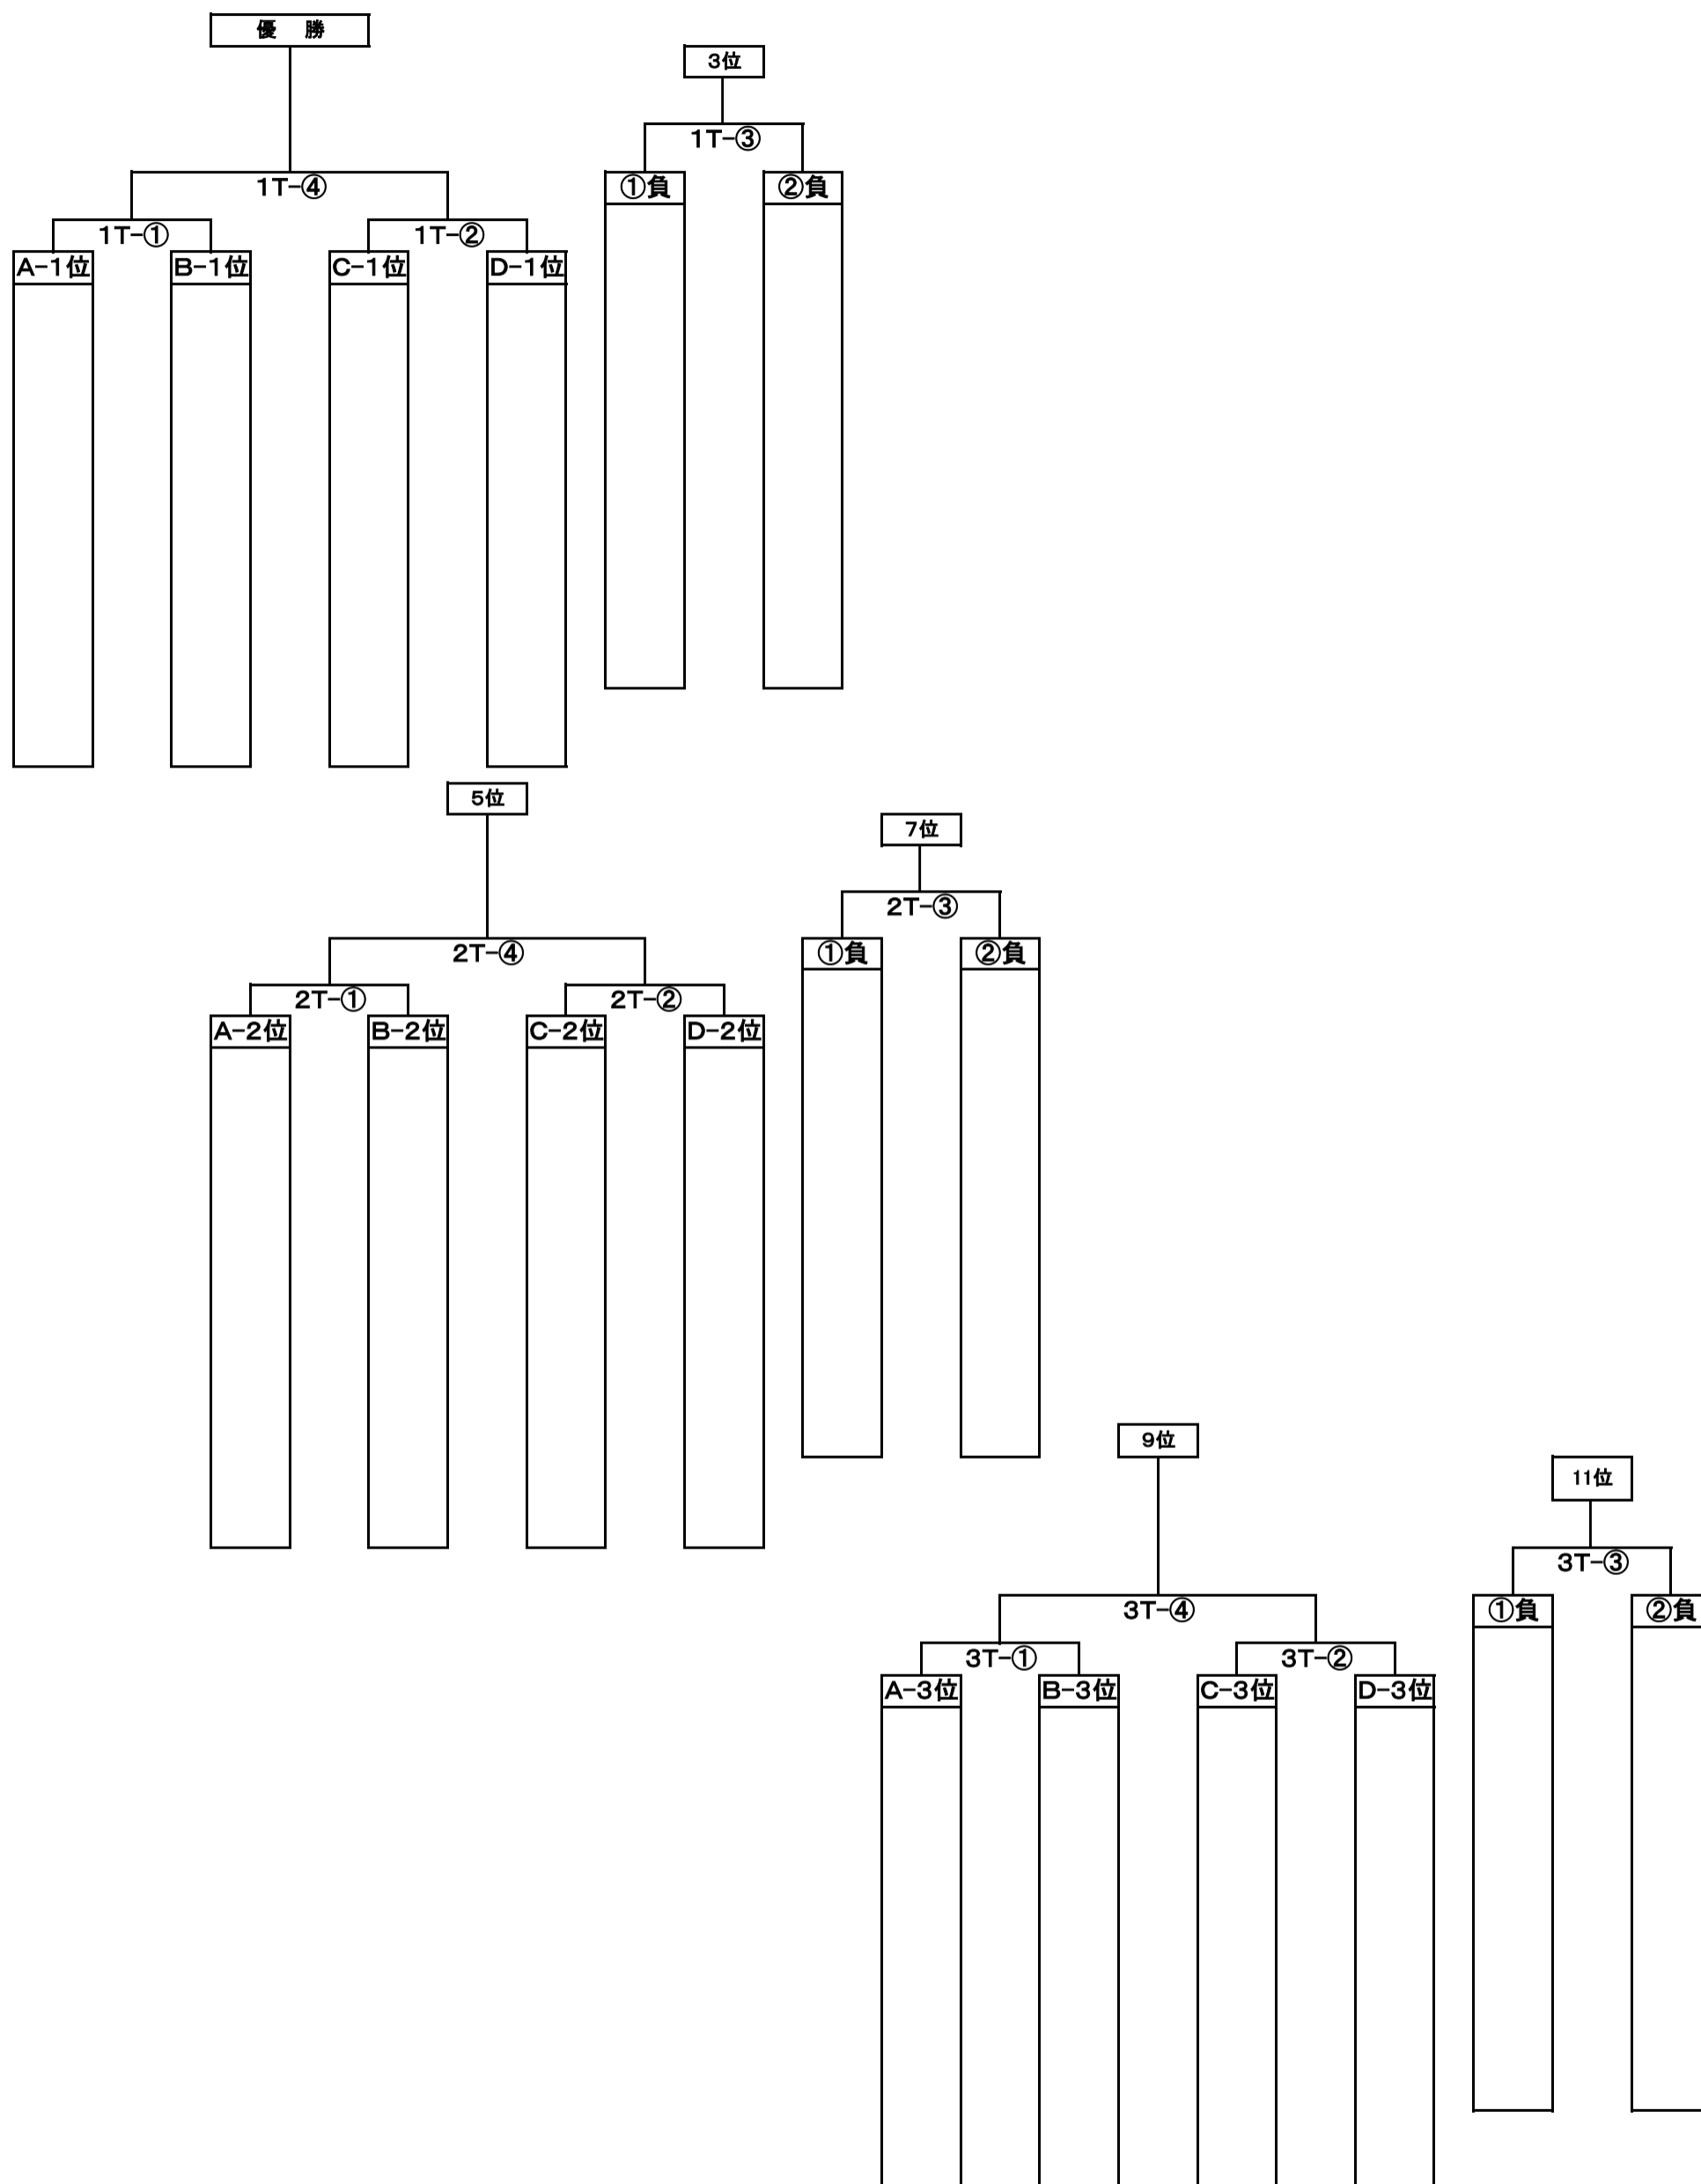 優　勝
3位
1T-③
1T-④
①負
②負
1T-①
1T-②
A-1位
B-1位
C-1位
D-1位
5位
7位
2T-③
2T-④
①負
②負
2T-①
2T-②
A-2位
B-2位
C-2位
D-2位
9位
11位
3T-③
3T-④
①負
②負
3T-①
3T-②
A-3位
B-3位
C-3位
D-3位